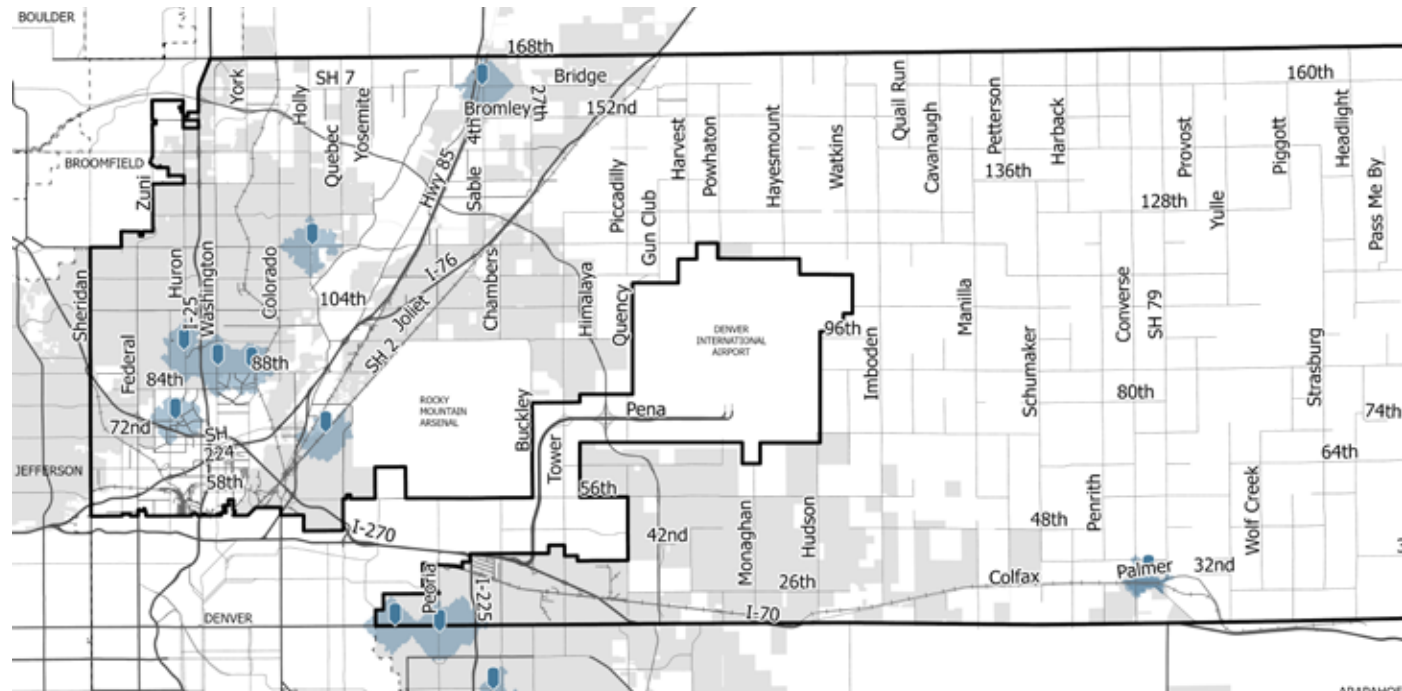 BOULDER
168th
SH 7
Bridge
160th
York
Holly
27th
Bromley
152nd
4th
Quebec
Yosemite
Hwy 85
Sable
Piccadilly
Gun Club
Harvest
Powhaton
Hayesmount
Watkins
Quail Run
Cavanaugh
Petterson
136th
Harback
128th
Provost
Yulle
Piggott
Headlight
Pass Me By
BROOMFIELD
Zuni
Sheridan
Huron
I-25
Washington
Colorado
104th
I-76
Joliet
SH 2
Chambers
Himalaya
Quency
DENVER
INTERNATIONAL
AIRPORT
96th
Imboden
Manilla
Schumaker
Converse
SH 79
80th
Strasburg
74th
64th
Federal
84th
88th
72nd
SH
224
58th
JEFFERSON
ROCKY
MOUNTAIN
ARSENAL
Buckley
Pena
Tower
56th
42nd
Monaghan
Hudson
26th
48th
Penrith
Wolf Creek
I-270
Colfax
Palmer
32nd
Peoria
I-225
I-70
DENVER